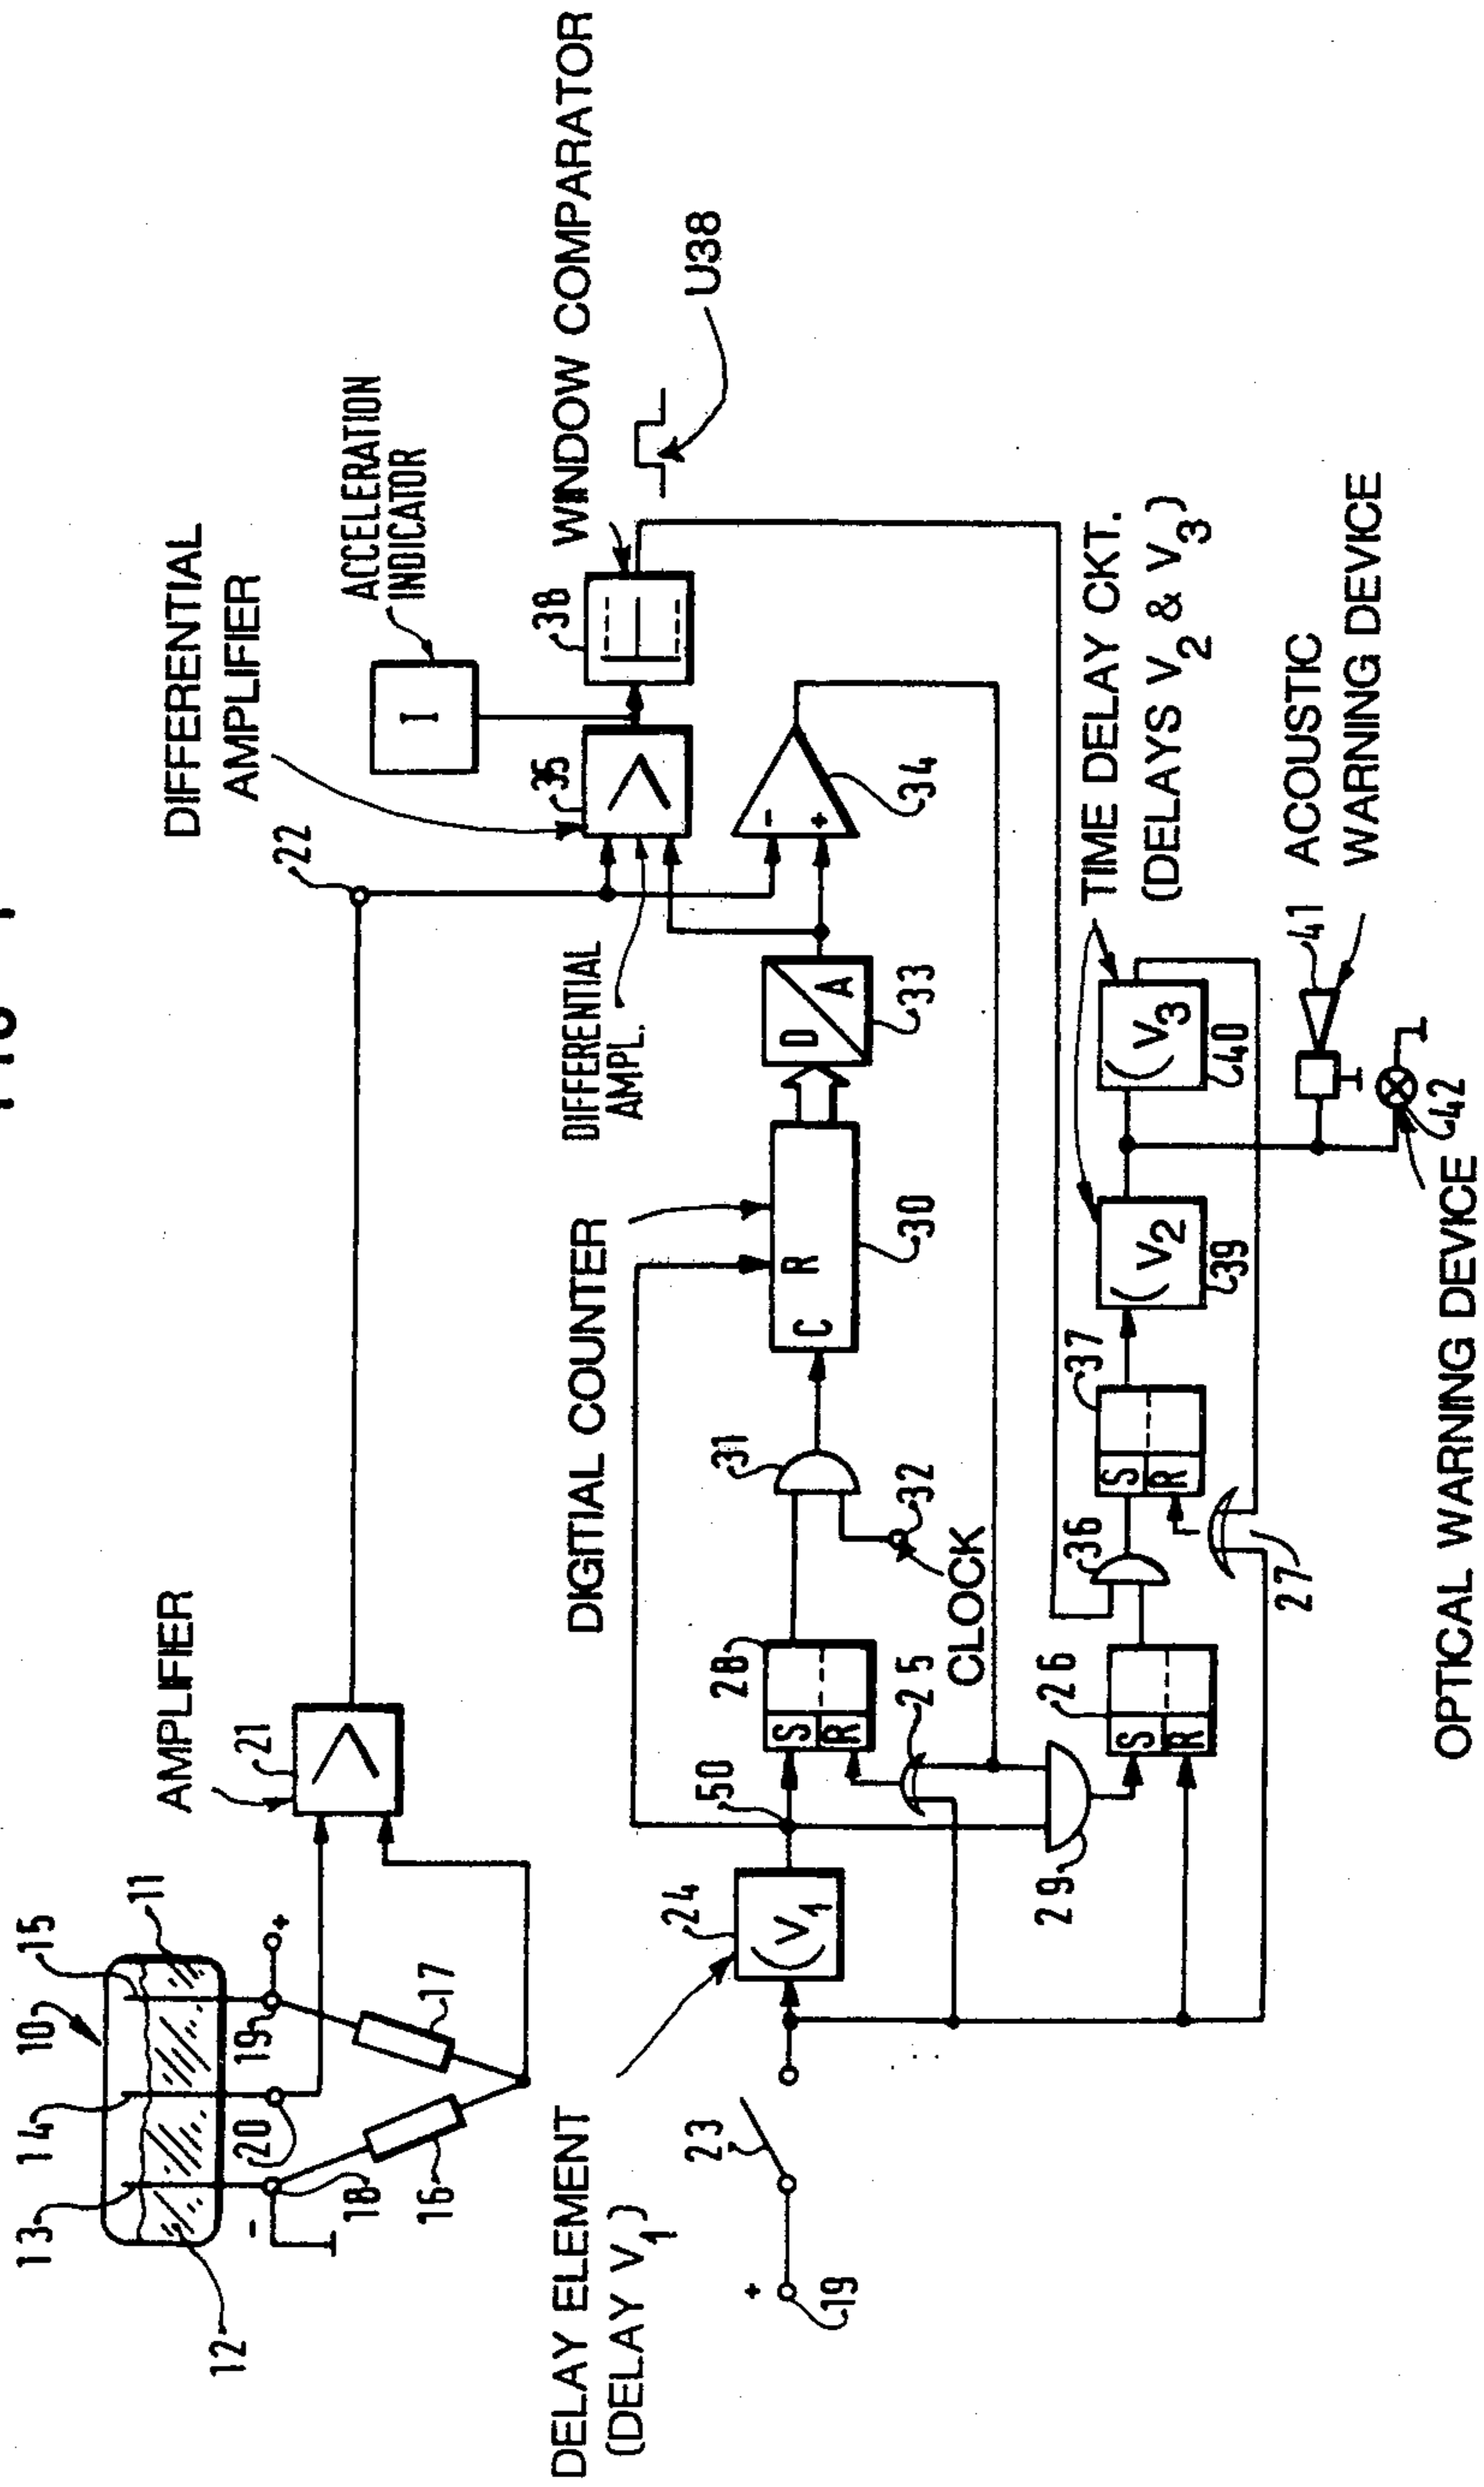 10
15
14
13
11
12
19
+
20
-
18
17
16
AMPLIFIER
21
22
DIFFERENTIAL
AMPLIFIER
ACCELERATION
INDICATOR
I
35
38
WINDOW COMPARATOR
U38
DIFFERENTIAL
AMPL.
-
+
34
D
A
33
DIGITIAL COUNTER
R
C
30
31
32
CLOCK
28
S
R
25
50
24
(V1
DELAY ELEMENT
(DELAY V1)
23
+
19
29
26
S
R
36
37
S
R
27
(V2
39
(V3
40
TIME DELAY CKT.
(DELAYS V2 & V3)
41
ACOUSTIC
WARNING DEVICE
42
OPTICAL WARNING DEVICE